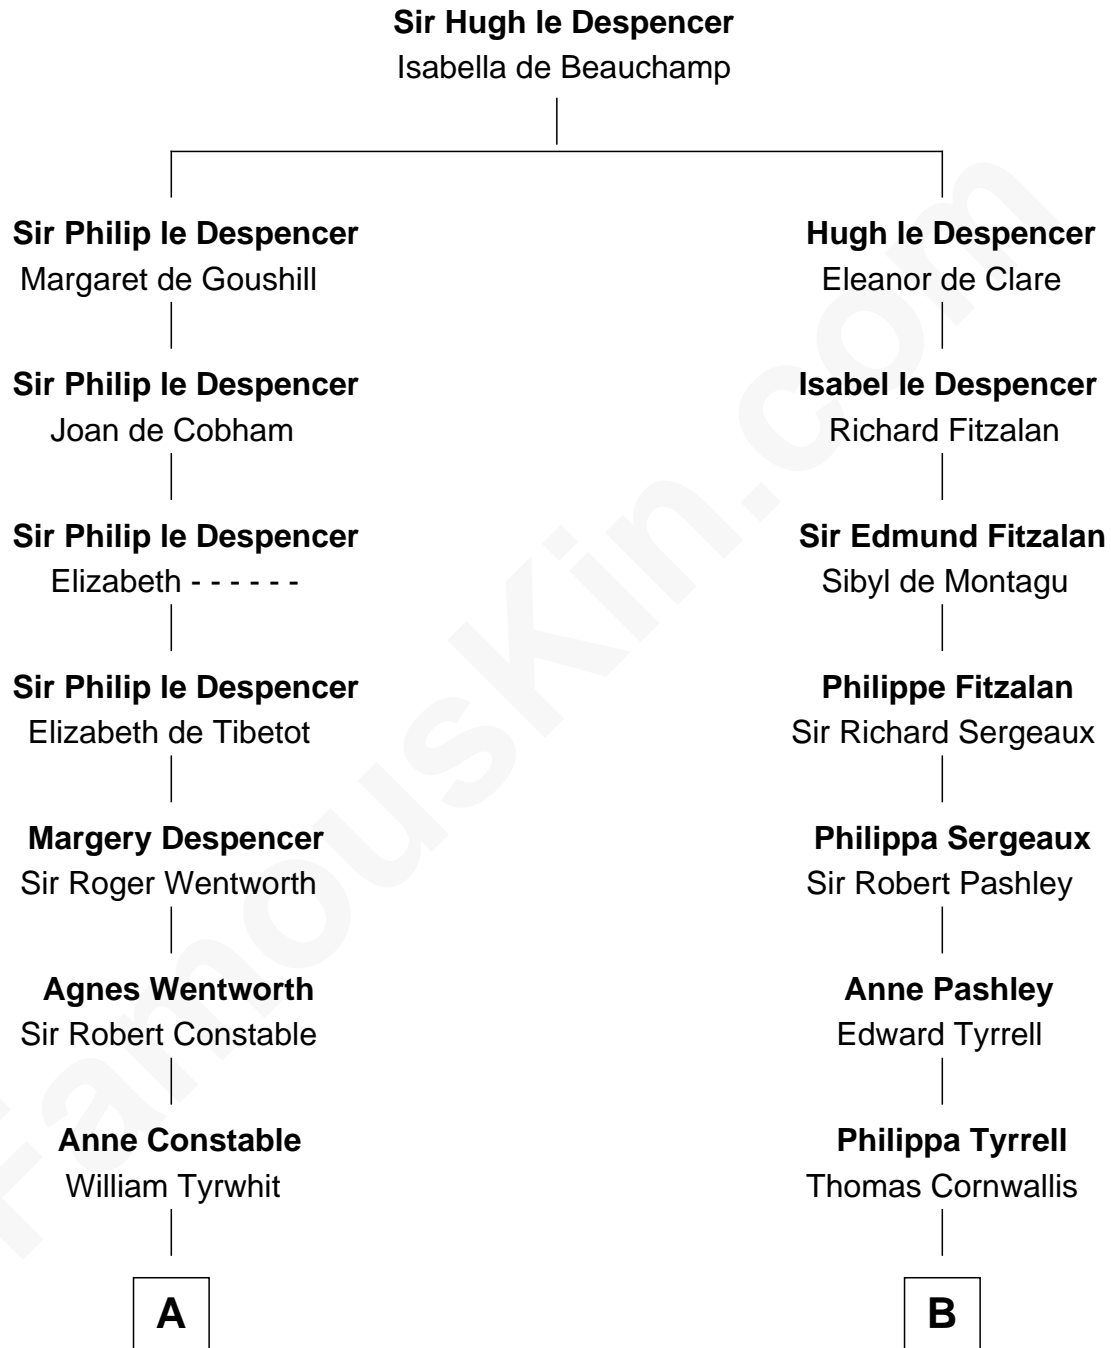 Sir Hugh le Despencer
Isabella de Beauchamp
Sir Philip le Despencer
Margaret de Goushill
Sir Philip le Despencer
Joan de Cobham
Sir Philip le Despencer
Elizabeth - - - - - -
Sir Philip le Despencer
Elizabeth de Tibetot
Margery Despencer
Sir Roger Wentworth
Agnes Wentworth
Sir Robert Constable
Anne Constable
William Tyrwhit
A
Hugh le Despencer
Eleanor de Clare
Isabel le Despencer
Richard Fitzalan
Sir Edmund Fitzalan
Sibyl de Montagu
Philippe Fitzalan
Sir Richard Sergeaux
Philippa Sergeaux
Sir Robert Pashley
Anne Pashley
Edward Tyrrell
Philippa Tyrrell
Thomas Cornwallis
B
FamousKin.com